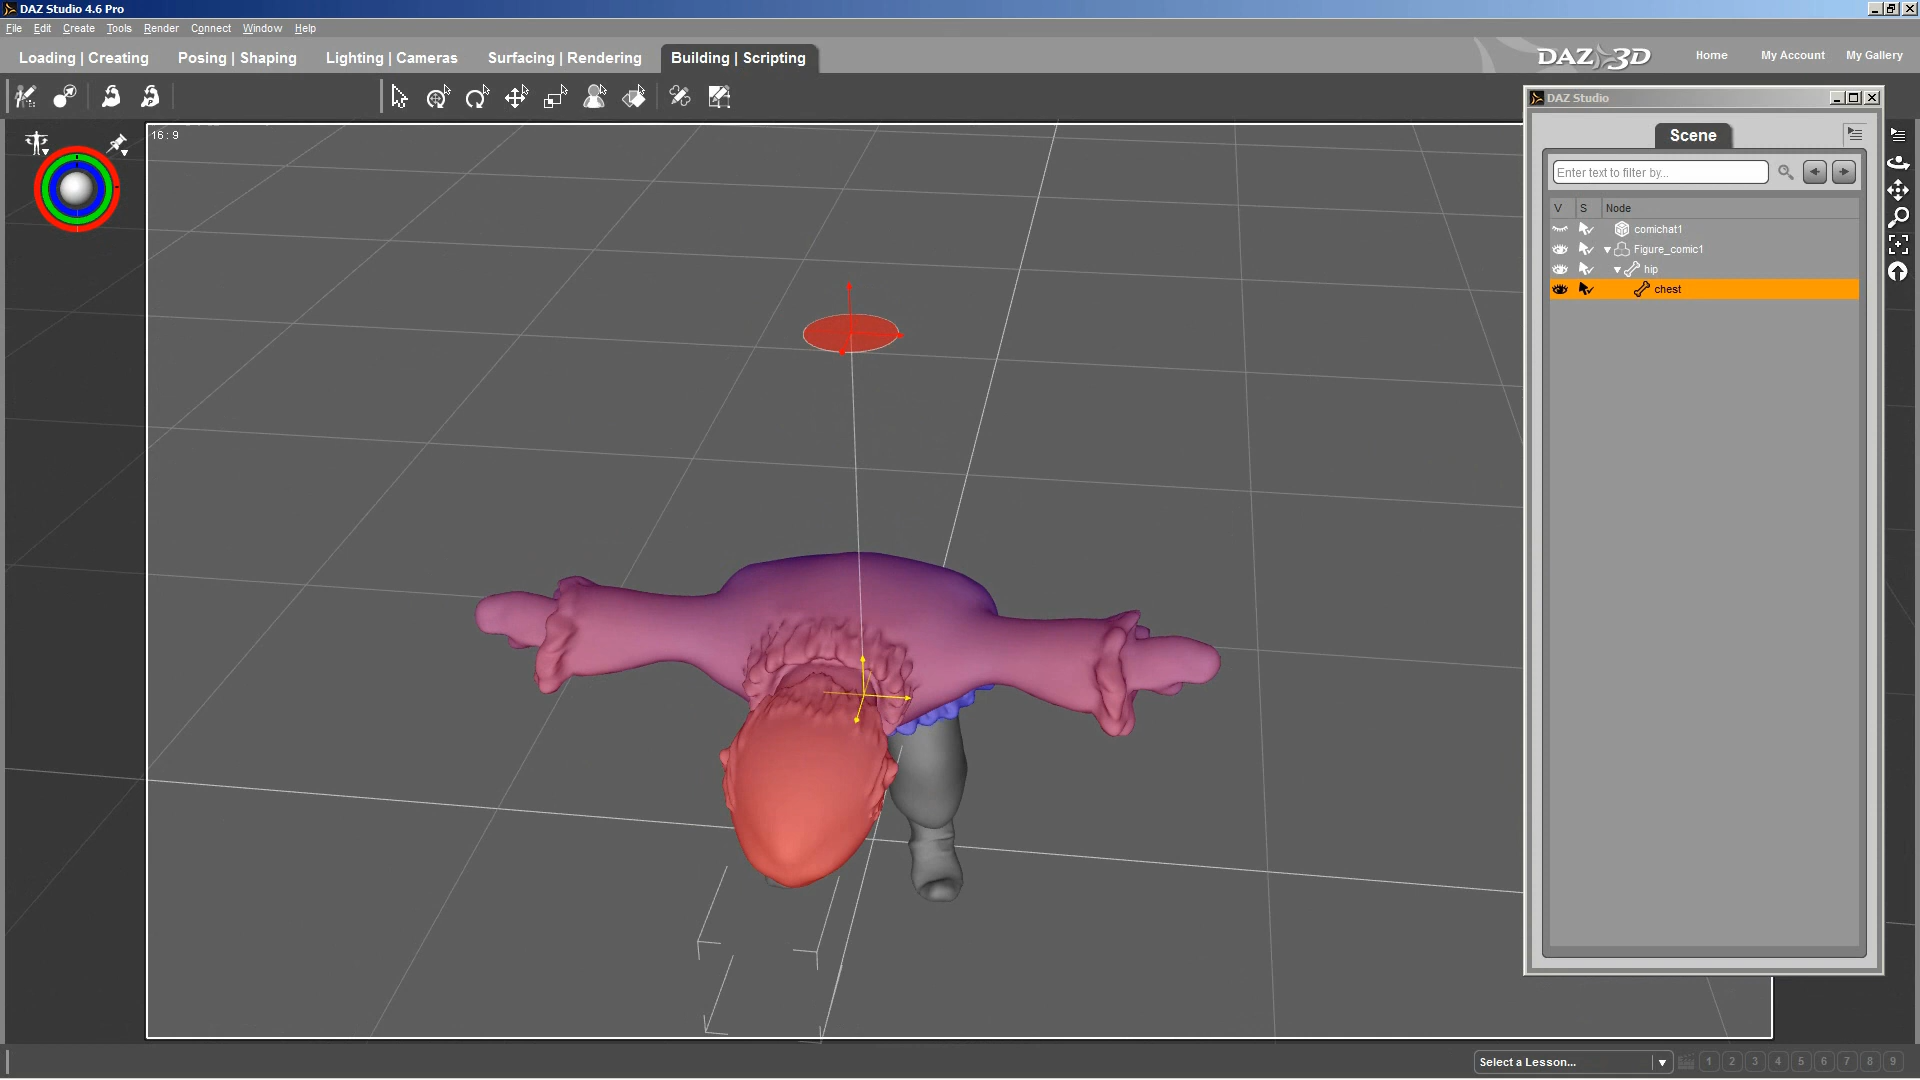 DAZ Studio 4.6 Pro
File Edit Create Tools Render Connect Window Help
Loading | Creating Posing | Shaping Lighting | Cameras Surfacing | Rendering Building | Scripting
DAZ 3D Home My Account My Gallery
DAZ Studio
16 : 9
Scene
Enter text to filter by...
V S Node
comichat1
Figure_comic1
hip
chest
Select a Lesson... 1 2 3 4 5 6 7 8 9